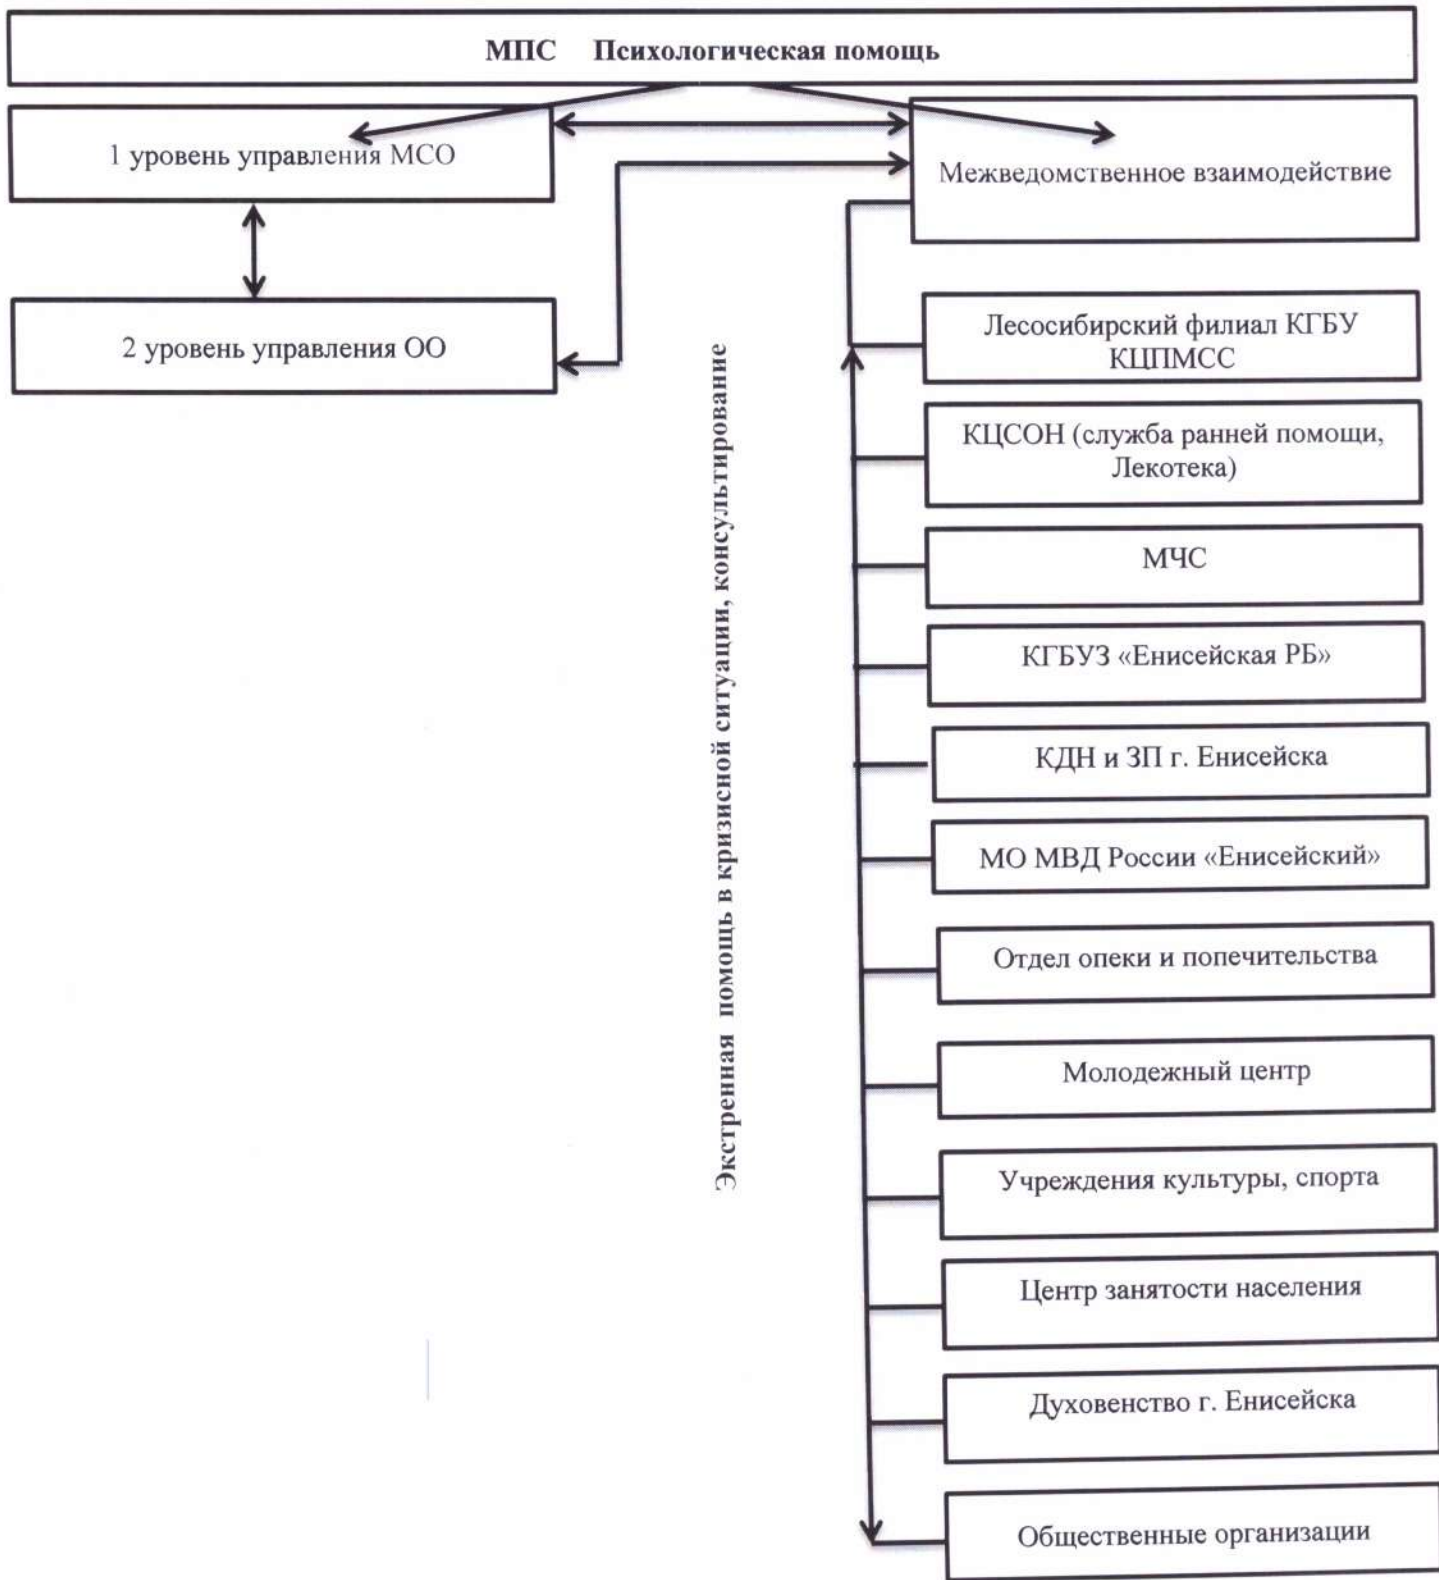 МПС Психологическая помощь
1 уровень управления МСО
Межведомственное взаимодействие
2 уровень управления ОО
Экстренная помощь в кризисной ситуации, консультирование
Лесосибирский филиал КГБУ
КЦПМСС
КЦСОН (служба ранней помощи,
Лекотека)
МЧС
КГБУЗ «Енисейская РБ»
КДН и ЗП г. Енисейска
МО МВД России «Енисейский»
Отдел опеки и попечительства
Молодежный центр
Учреждения культуры, спорта
Центр занятости населения
Духовенство г. Енисейска
Общественные организации